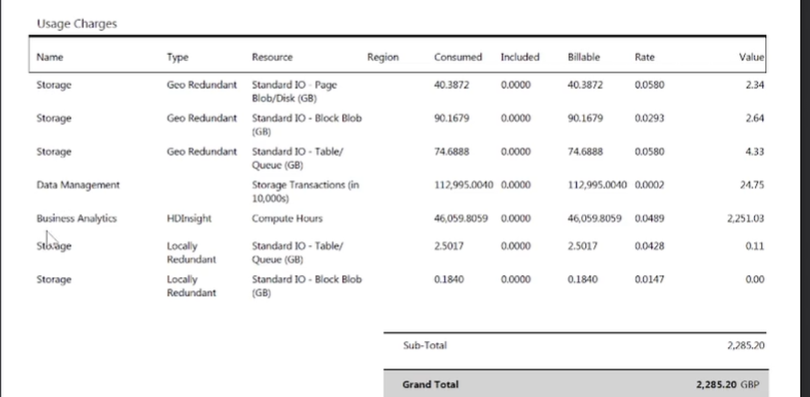 Usage Charges
Name Type Resource Region Consumed Included Billable Rate Value
Storage Geo Redundant Standard IO - Page 40.3872 0.0000 40.3872 0.0580 2.34
Blob/Disk (GB)
Storage Geo Redundant Standard IO - Block Blob 90.1679 0.0000 90.1679 0.0293 2.64
(GB)
Storage Geo Redundant Standard IO - Table/ 74.6888 0.0000 74.6888 0.0580 4.33
Queue (GB)
Data Management Storage Transactions (in 112,995.0040 0.0000 112,995.0040 0.0002 24.75
10,000s)
Business Analytics HDInsight Compute Hours 46,059.8059 0.0000 46,059.8059 0.0489 2,251.03
Storage Locally Standard IO - Table/ 2.5017 0.0000 2.5017 0.0428 0.11
Redundant Queue (GB)
Storage Locally Standard IO - Block Blob 0.1840 0.0000 0.1840 0.0147 0.00
Redundant (GB)
Sub-Total 2,285.20
Grand Total 2,285.20 GBP